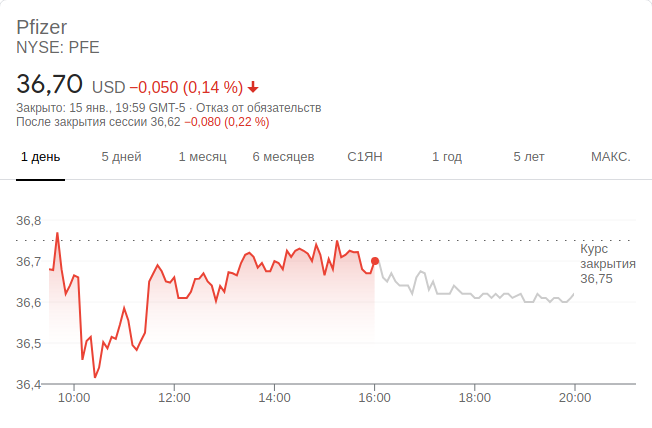 Pfizer
NYSE: PFE
36,70 USD −0,050 (0,14 %)
Закрыто: 15 янв., 19:59 GMT-5 · Отказ от обязательств
После закрытия сессии 36,62 −0,080 (0,22 %)
1 день 5 дней 1 месяц 6 месяцев С1ЯН 1 год 5 лет МАКС.
36,8
Курс
закрытия
36,75
36,7
36,6
36,5
36,4
10:00 12:00 14:00 16:00 18:00 20:00